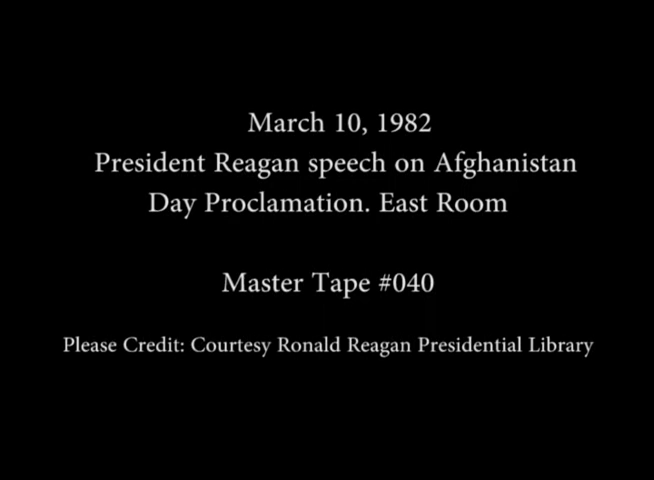 March 10, 1982
President Reagan speech on Afghanistan
Day Proclamation. East Room
Master Tape #040
Please Credit: Courtesy Ronald Reagan Presidential Library